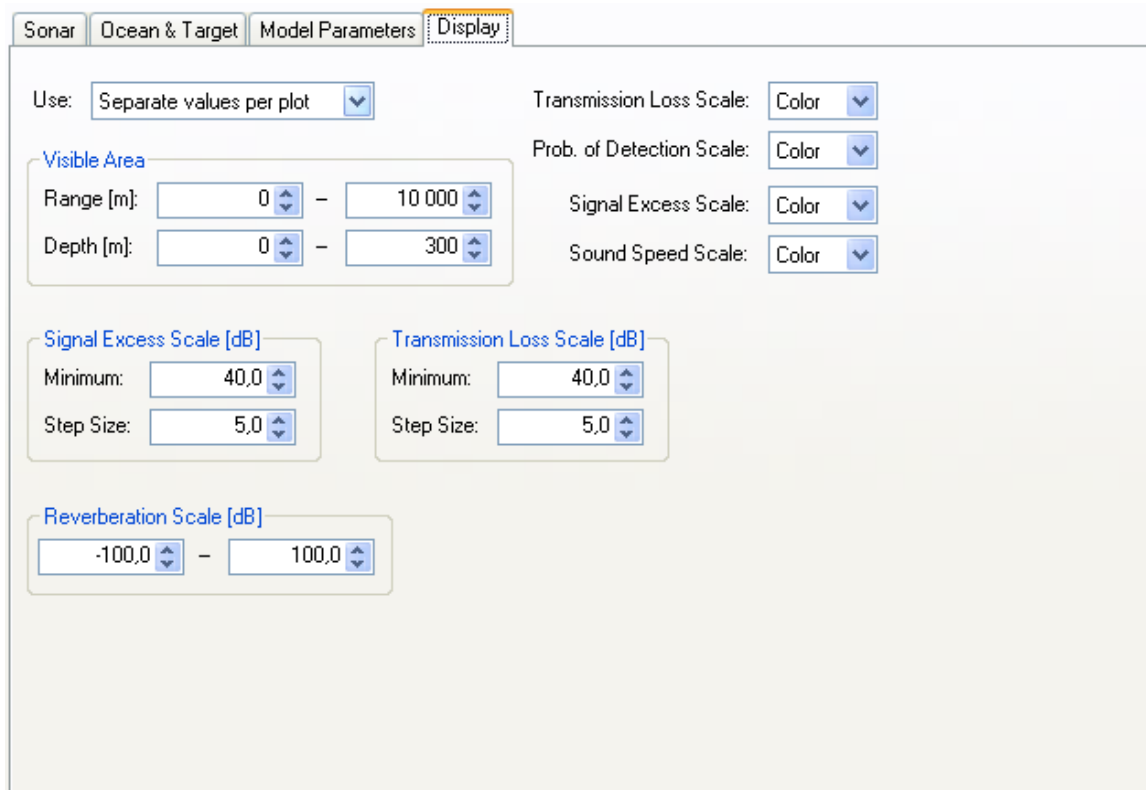 Sonar Ocean & Target Model Parameters Display
Use: Separate values per plot
Transmission Loss Scale: Color
Prob. of Detection Scale: Color
Signal Excess Scale: Color
Sound Speed Scale: Color
Visible Area
Range [m]: 0 – 10 000
Depth [m]: 0 – 300
Signal Excess Scale [dB]
Minimum: 40,0
Step Size: 5,0
Transmission Loss Scale [dB]
Minimum: 40,0
Step Size: 5,0
Reverberation Scale [dB]
-100,0 – 100,0